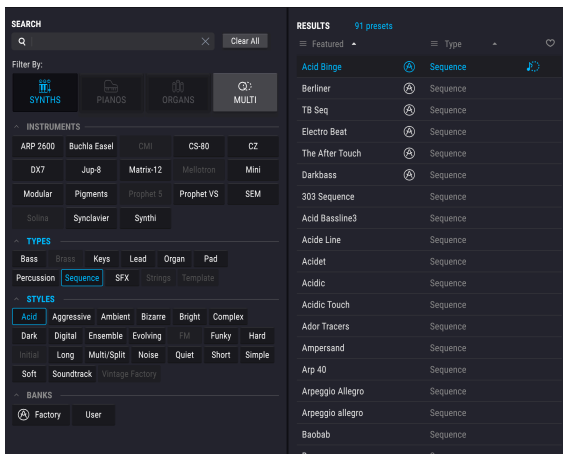 SEARCH
Clear All
Filter By:
SYNTHS PIANOS ORGANS MULTI
INSTRUMENTS
ARP 2600 Buchla Easel CMI CS-80 CZ
DX7 Jup-8 Matrix-12 Mellotron Mini
Modular Pigments Prophet 5 Prophet VS SEM
Solina Synclavier Synthi
TYPES
Bass Brass Keys Lead Organ Pad
Percussion Sequence SFX Strings Template
STYLES
Acid Aggressive Ambient Bizarre Bright Complex
Dark Digital Ensemble Evolving FM Funky Hard
Initial Long Multi/Split Noise Quiet Short Simple
Soft Soundtrack Vintage Factory
BANKS
Factory User
RESULTS 91 presets
Featured Type
Acid Binge Sequence
Berliner Sequence
TB Seq Sequence
Electro Beat Sequence
The After Touch Sequence
Darkbass Sequence
303 Sequence Sequence
Acid Bassline3 Sequence
Acide Line Sequence
Acidet Sequence
Acidic Sequence
Acidic Touch Sequence
Ador Tracers Sequence
Ampersand Sequence
Arp 40 Sequence
Arpeggio Allegro Sequence
Arpeggio allegro Sequence
Baobab Sequence